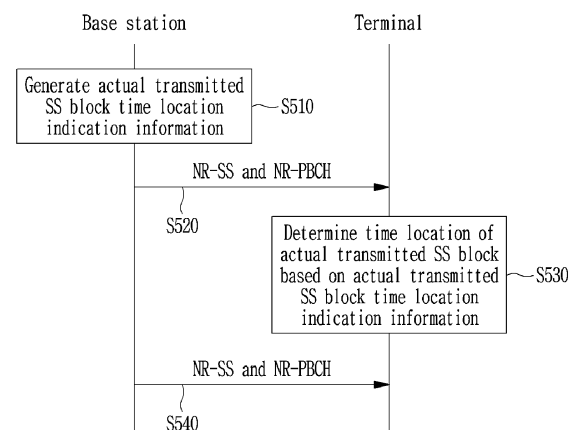 Base station
Terminal
Generate actual transmitted
SS block time location
indication information
S510
NR-SS and NR-PBCH
S520
Determine time location of
actual transmitted SS block
based on actual transmitted
SS block time location
indication information
S530
NR-SS and NR-PBCH
S540